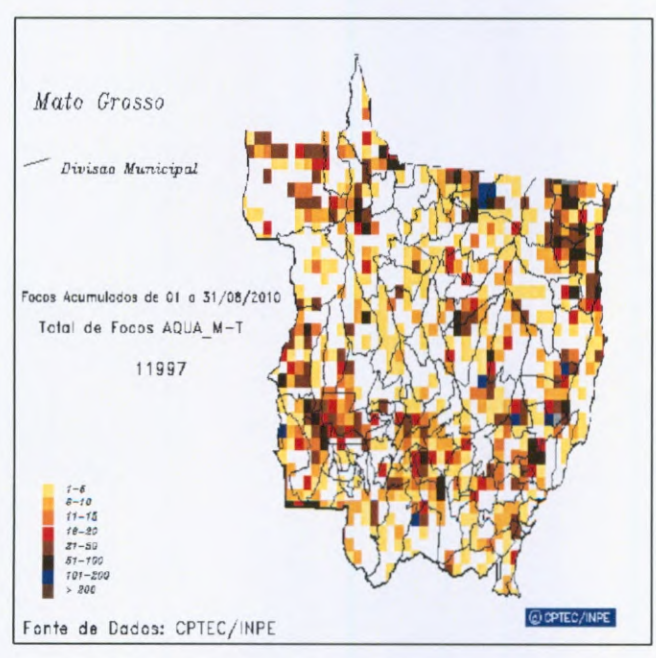 Mato Grosso
Divisao Municipal
Focos Acumulados de 01 a 31/08/2010
Total de Focos AQUA_M-T
11997
1-5
6-10
11-15
16-20
21-50
51-100
101-200
> 200
Fonte de Dados: CPTEC/INPE
© CPTEC/INPE